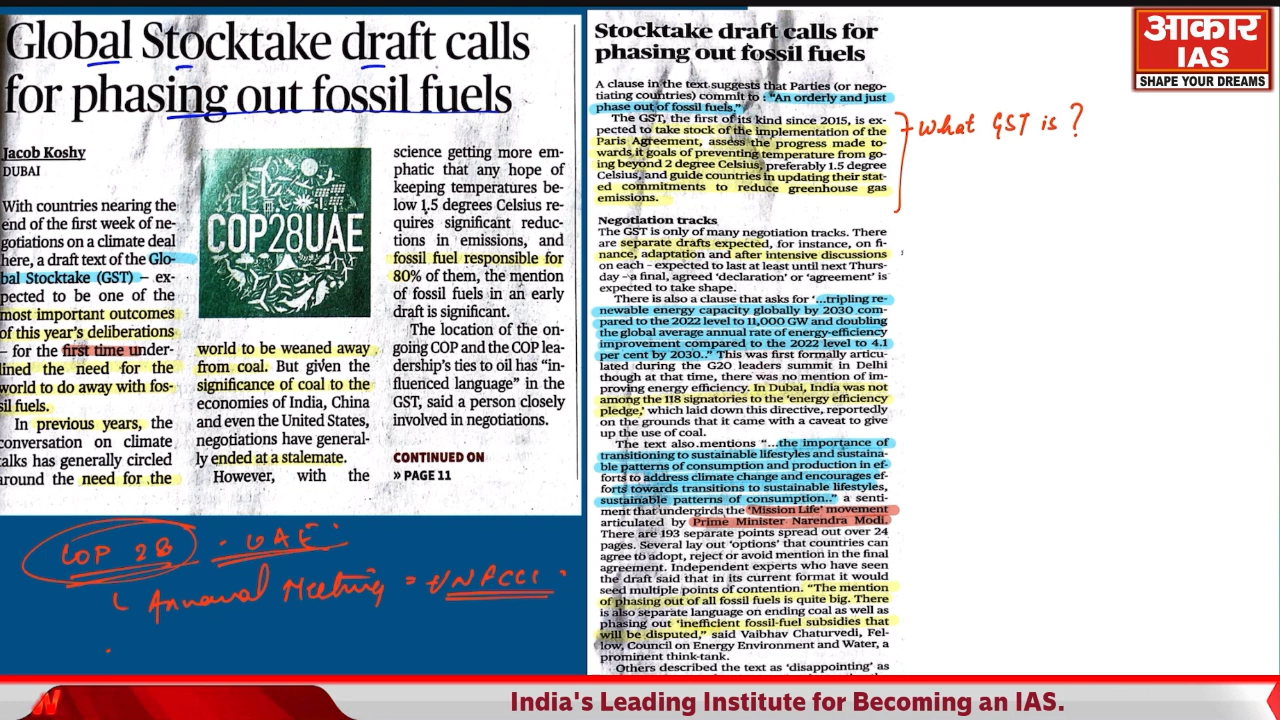 Global Stocktake draft calls
for phasing out fossil fuels
Jacob Koshy
DUBAI
With countries nearing the
end of the first week of ne-
gotiations on a climate deal
here, a draft text of the Glo-
bal Stocktake (GST) – ex-
pected to be one of the
most important outcomes
of this year's deliberations
– for the first time under-
lined the need for the
world to do away with fos-
sil fuels.
In previous years, the
conversation on climate
talks has generally circled
around the need for the
COP28UAE
world to be weaned away
from coal. But given the
significance of coal to the
economies of India, China
and even the United States,
negotiations have general-
ly ended at a stalemate.
However, with the
science getting more em-
phatic that any hope of
keeping temperatures be-
low 1.5 degrees Celsius re-
quires significant reduc-
tions in emissions, and
fossil fuel responsible for
80% of them, the mention
of fossil fuels in an early
draft is significant.
The location of the on-
going COP and the COP lea-
dership's ties to oil has "in-
fluenced language" in the
GST, said a person closely
involved in negotiations.
CONTINUED ON
» PAGE 11
COP 28 . UAE
Annual Meeting =
Stocktake draft calls for
phasing out fossil fuels
A clause in the text suggests that Parties (or nego-
tiating countries) commit to : "An orderly and just
phase out of fossil fuels."
The GST, the first of its kind since 2015, is ex-
pected to take stock of the implementation of the
Paris Agreement, assess the progress made to-
wards it goals of preventing temperature from go-
ing beyond 2 degree Celsius, preferably 1.5 degree
Celsius, and guide countries in updating their stat-
ed commitments to reduce greenhouse gas
emissions.
What GST is ?
Negotiation tracks
The GST is only of many negotiation tracks. There
are separate drafts expected, for instance, on fi-
nance, adaptation and after intensive discussions
on each – expected to last at least until next Thurs-
day – a final, agreed 'declaration' or 'agreement' is
expected to take shape.
There is also a clause that asks for '...tripling re-
newable energy capacity globally by 2030 com-
pared to the 2022 level to 11,000 GW and doubling
the global average annual rate of energy-efficiency
improvement compared to the 2022 level to 4.1
per cent by 2030.." This was first formally articu-
lated during the G20 leaders summit in Delhi
though at that time, there was no mention of im-
proving energy efficiency. In Dubai, India was not
among the 118 signatories to the 'energy efficiency
pledge,' which laid down this directive, reportedly
on the grounds that it came with a caveat to give
up the use of coal.
The text also mentions "...the importance of
transitioning to sustainable lifestyles and sustaina-
ble patterns of consumption and production in ef-
forts to address climate change and encourages ef-
forts towards transitions to sustainable lifestyles,
sustainable patterns of consumption.." a senti-
ment that undergirds the 'Mission Life' movement
articulated by Prime Minister Narendra Modi.
There are 193 separate points spread out over 24
pages. Several lay out 'options' that countries can
agree to adopt, reject or avoid mention in the final
agreement. Independent experts who have seen
the draft said that in its current format it would
seed multiple points of contention. "The mention
of phasing out of all fossil fuels is quite big. There
is also separate language on ending coal as well as
phasing out 'inefficient fossil-fuel subsidies that
will be disputed," said Vaibhav Chaturvedi, Fel-
low, Council on Energy Environment and Water, a
prominent think-tank.
Others described the text as 'disappointing' as
आकार
IAS
SHAPE YOUR DREAMS
India's Leading Institute for Becoming an IAS.